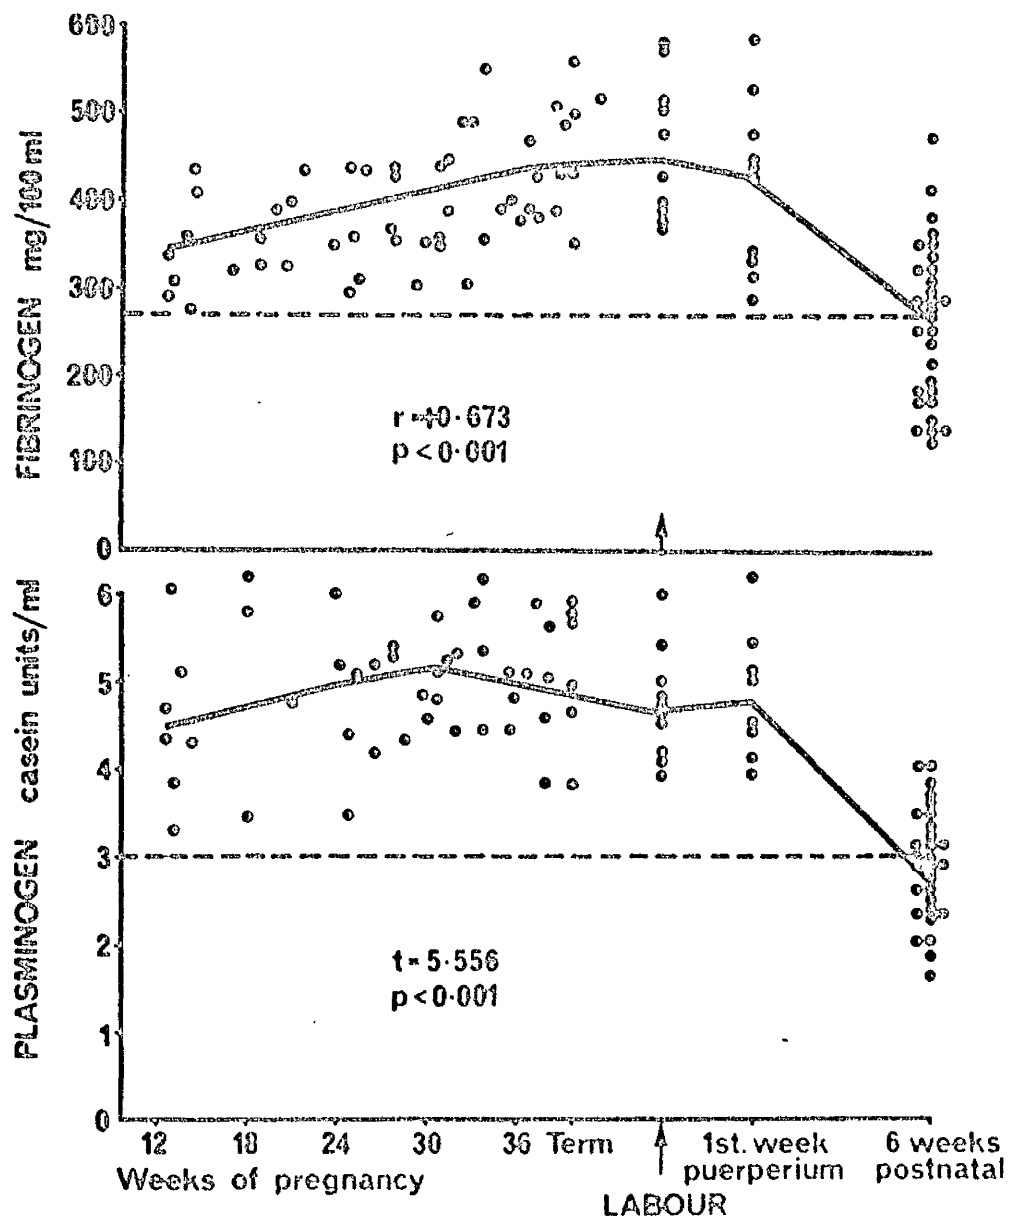 FIBRINOGEN mg/100ml
600
500
400
300
200
100
0
r=+0·673
p<0·001
PLASMINOGEN casein units/ml
6
5
4
3
2
1
0
t=5·556
p<0·001
12 18 24 30 36 Term 1st. week 6 weeks
Weeks of pregnancy puerperium postnatal
LABOUR